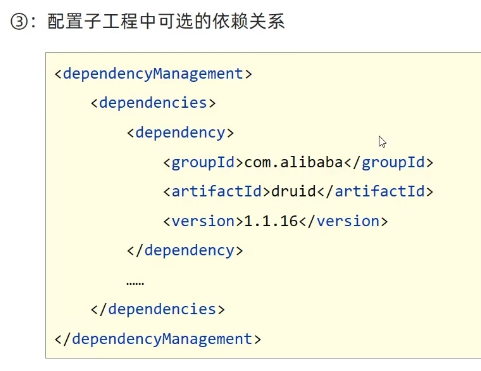 ③：配置子工程中可选的依赖关系
<dependencyManagement>
    <dependencies>
        <dependency>
            <groupId>com.alibaba</groupId>
            <artifactId>druid</artifactId>
            <version>1.1.16</version>
        </dependency>
        ……
    </dependencies>
</dependencyManagement>